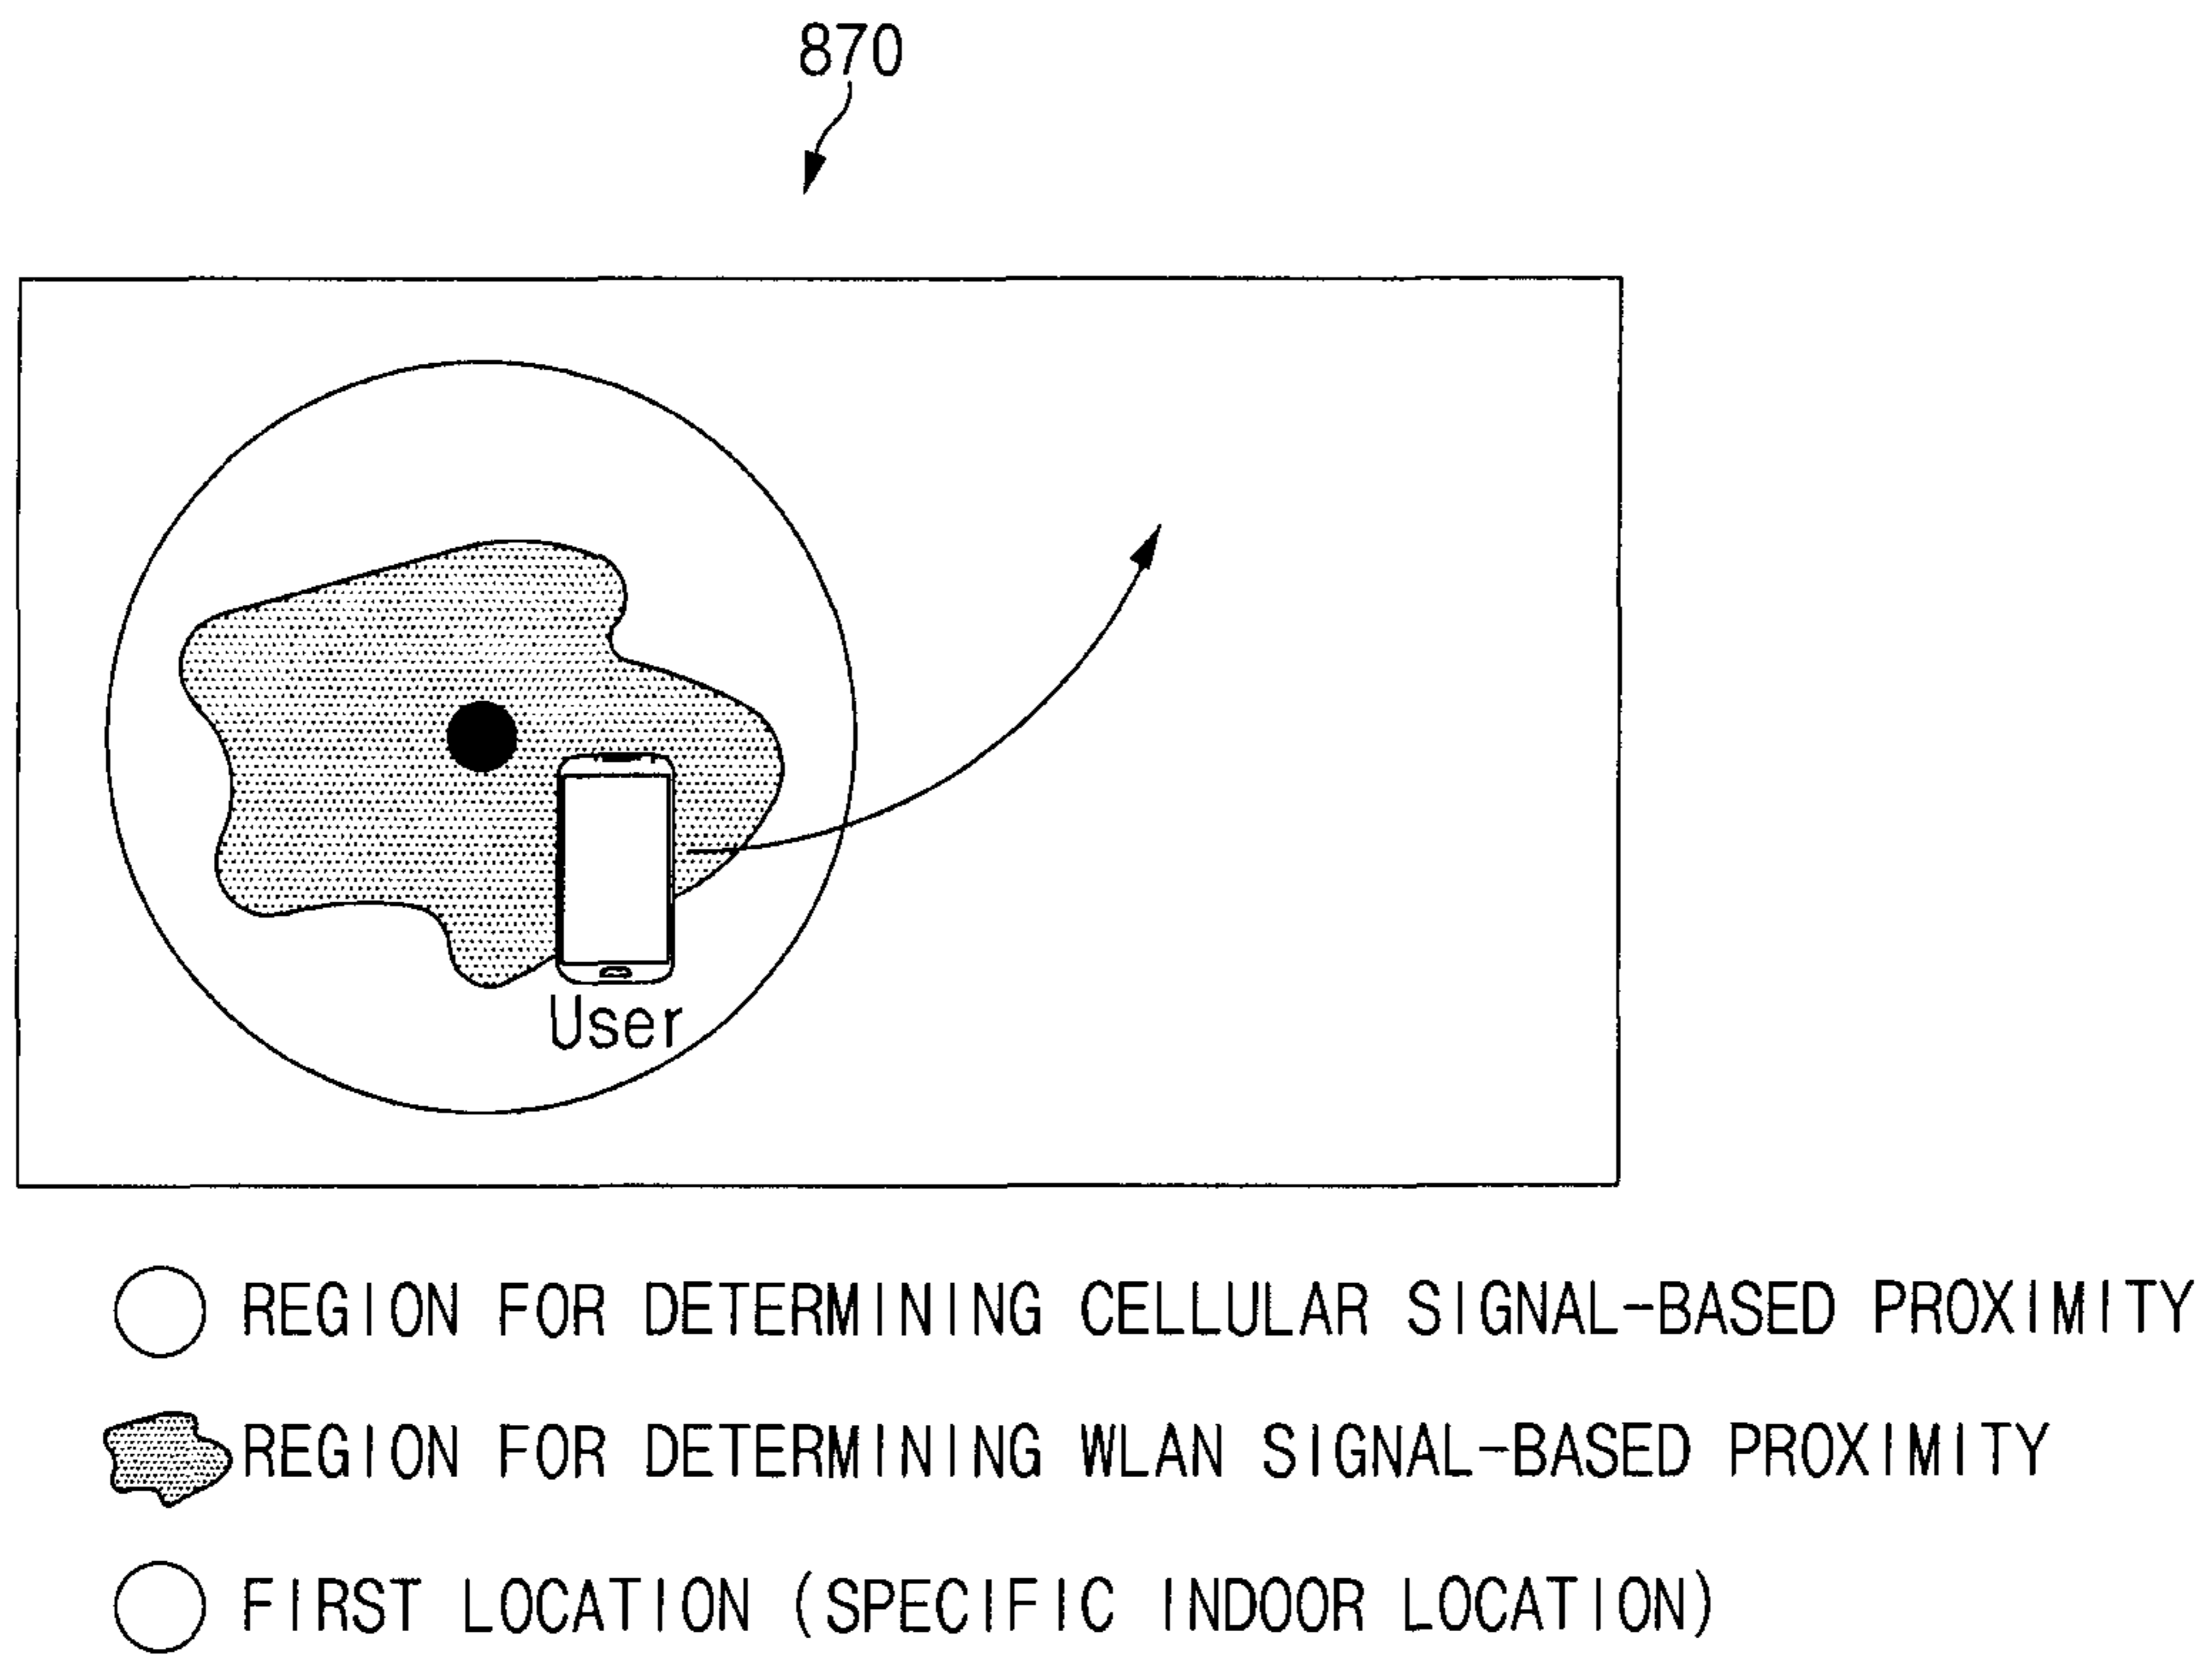 870
User
REGION FOR DETERMINING CELLULAR SIGNAL-BASED PROXIMITY
REGION FOR DETERMINING WLAN SIGNAL-BASED PROXIMITY
FIRST LOCATION (SPECIFIC INDOOR LOCATION)